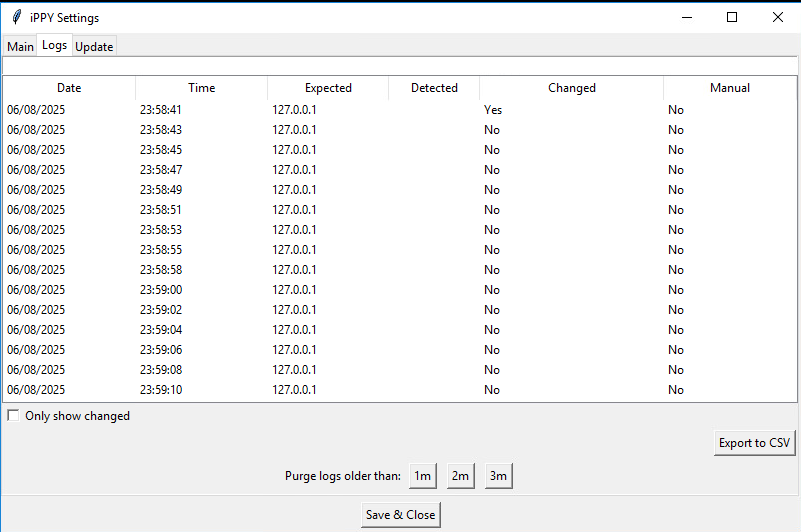 iPPY Settings
Main Logs Update
Date Time Expected Detected Changed Manual
06/08/2025 23:58:41 127.0.0.1 Yes No
06/08/2025 23:58:43 127.0.0.1 No No
06/08/2025 23:58:45 127.0.0.1 No No
06/08/2025 23:58:47 127.0.0.1 No No
06/08/2025 23:58:49 127.0.0.1 No No
06/08/2025 23:58:51 127.0.0.1 No No
06/08/2025 23:58:53 127.0.0.1 No No
06/08/2025 23:58:55 127.0.0.1 No No
06/08/2025 23:58:58 127.0.0.1 No No
06/08/2025 23:59:00 127.0.0.1 No No
06/08/2025 23:59:02 127.0.0.1 No No
06/08/2025 23:59:04 127.0.0.1 No No
06/08/2025 23:59:06 127.0.0.1 No No
06/08/2025 23:59:08 127.0.0.1 No No
06/08/2025 23:59:10 127.0.0.1 No No
Only show changed
Export to CSV
Purge logs older than: 1m 2m 3m
Save & Close